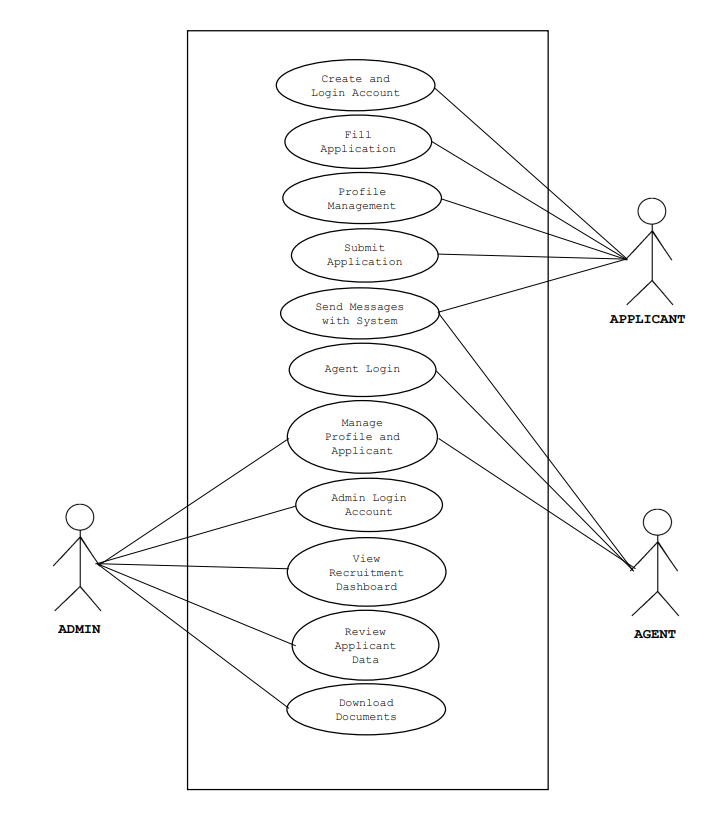 Create and
Login Account
Fill
Application
Profile
Management
Submit
Application
Send Messages
with System
APPLICANT
Agent Login
Manage
Profile and
Applicant
Admin Login
Account
View
Recruitment
Dashboard
ADMIN
AGENT
Review
Applicant
Data
Download
Documents